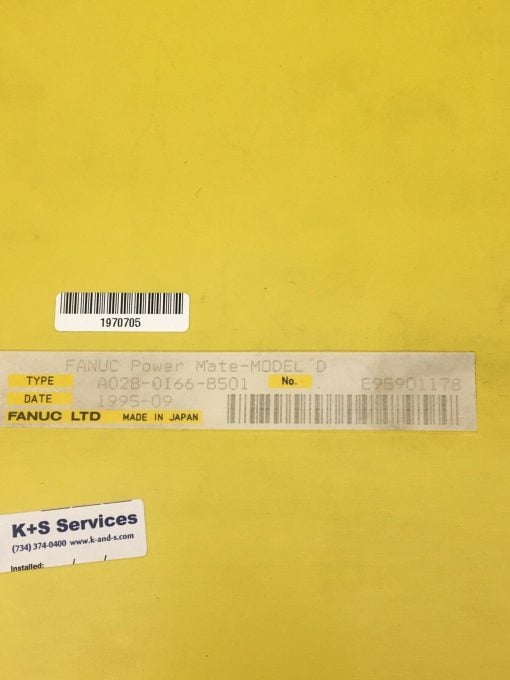 1970705
FANUC Power Mate-MODEL D
TYPE A02B-0166-B501 No. E95901178
DATE 1995-09
FANUC LTD MADE IN JAPAN
K+S Services
(734) 374-0400 www.k-and-s.com
Installed: / /